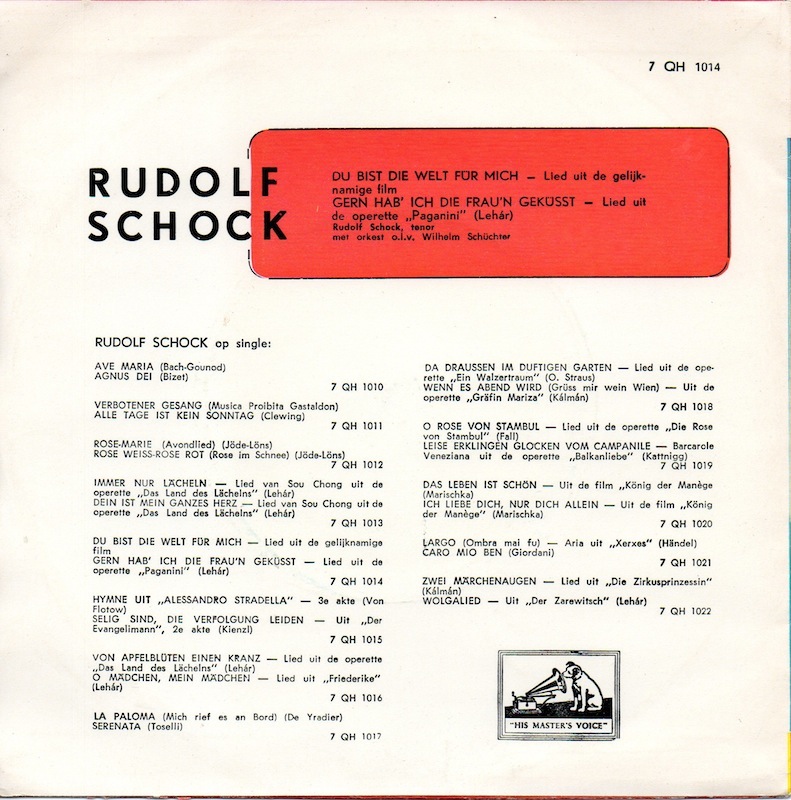 7 QH 1014
RUDOLF
SCHOCK
DU BIST DIE WELT FÜR MICH — Lied uit de gelijk-
namige film
GERN HAB' ICH DIE FRAU'N GEKÜSST — Lied uit
de operette „Paganini" (Lehár)
Rudolf Schock, tenor
met orkest o.l.v. Wilhelm Schüchter
RUDOLF SCHOCK op single:
AVE MARIA (Bach-Gounod)
AGNUS DEI (Bizet)
7 QH 1010
VERBOTENER GESANG (Musica Proibita Gastaldon)
ALLE TAGE IST KEIN SONNTAG (Clewing)
7 QH 1011
ROSE-MARIE (Avondlied) (Jöde-Löns)
ROSE WEISS-ROSE ROT (Rose im Schnee) (Jöde-Löns)
7 QH 1012
IMMER NUR LÄCHELN — Lied van Sou Chong uit de
operette „Das Land des Lächelns" (Lehár)
DEIN IST MEIN GANZES HERZ — Lied van Sou Chong uit de
operette „Das Land des Lächelns" (Lehár)
7 QH 1013
DU BIST DIE WELT FÜR MICH — Lied uit de gelijknamige
film
GERN HAB' ICH DIE FRAU'N GEKÜSST — Lied uit de
operette „Paganini" (Lehár)
7 QH 1014
HYMNE UIT „ALESSANDRO STRADELLA" — 3e akte (Von
Flotow)
SELIG SIND, DIE VERFOLGUNG LEIDEN — Uit „Der
Evangelimann", 2e akte (Kienzl)
7 QH 1015
VON APFELBLÜTEN EINEN KRANZ — Lied uit de operette
„Das Land des Lächelns" (Lehár)
O MÄDCHEN, MEIN MÄDCHEN — Lied uit „Friederike"
(Lehár)
7 QH 1016
LA PALOMA (Mich rief es an Bord) (De Yradier)
SERENATA (Toselli)
7 QH 1017
DA DRAUSSEN IM DUFTIGEN GARTEN — Lied uit de ope-
rette „Ein Walzertraum" (O. Straus)
WENN ES ABEND WIRD (Grüss mir wein Wien) — Uit de
operette „Gräfin Mariza" (Kálmán)
7 QH 1018
O ROSE VON STAMBUL — Lied uit de operette „Die Rose
von Stambul" (Fall)
LEISE ERKLINGEN GLOCKEN VOM CAMPANILE — Barcarole
Veneziana uit de operette „Balkanliebe" (Kattnigg)
7 QH 1019
DAS LEBEN IST SCHÖN — Uit de film „König der Manège"
(Marischka)
ICH LIEBE DICH, NUR DICH ALLEIN — Uit de film „König
der Manège" (Marischka)
7 QH 1020
LARGO (Ombra mai fu) — Aria uit „Xerxes" (Händel)
CARO MIO BEN (Giordani)
7 QH 1021
ZWEI MÄRCHENAUGEN — Lied uit „Die Zirkusprinzessin"
(Kálmán)
WOLGALIED — Uit „Der Zarewitsch" (Lehár)
7 QH 1022
"HIS MASTER'S VOICE"